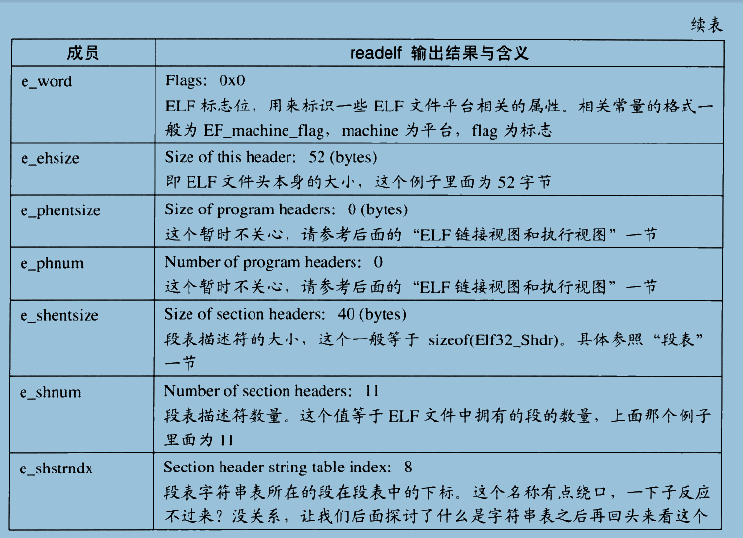 续表
成员 readelf 输出结果与含义
e_word Flags: 0x0
ELF 标志位，用来标识一些 ELF 文件平台相关的属性。相关常量的格式一
般为 EF_machine_flag，machine 为平台，flag 为标志
e_ehsize Size of this header: 52 (bytes)
即 ELF 文件头本身的大小，这个例子里面为 52 字节
e_phentsize Size of program headers: 0 (bytes)
这个暂时不关心，请参考后面的“ELF 链接视图和执行视图”一节
e_phnum Number of program headers: 0
这个暂时不关心，请参考后面的“ELF 链接视图和执行视图”一节
e_shentsize Size of section headers: 40 (bytes)
段表描述符的大小，这个一般等于 sizeof(Elf32_Shdr)。具体参照“段表”
一节
e_shnum Number of section headers: 11
段表描述符数量。这个值等于 ELF 文件中拥有的段的数量，上面那个例子
里面为 11
e_shstrndx Section header string table index: 8
段表字符串表所在的段在段表中的下标。这个名称有点绕口，一下子反应
不过来？没关系，让我们后面探讨了什么是字符串表之后再回头来看这个